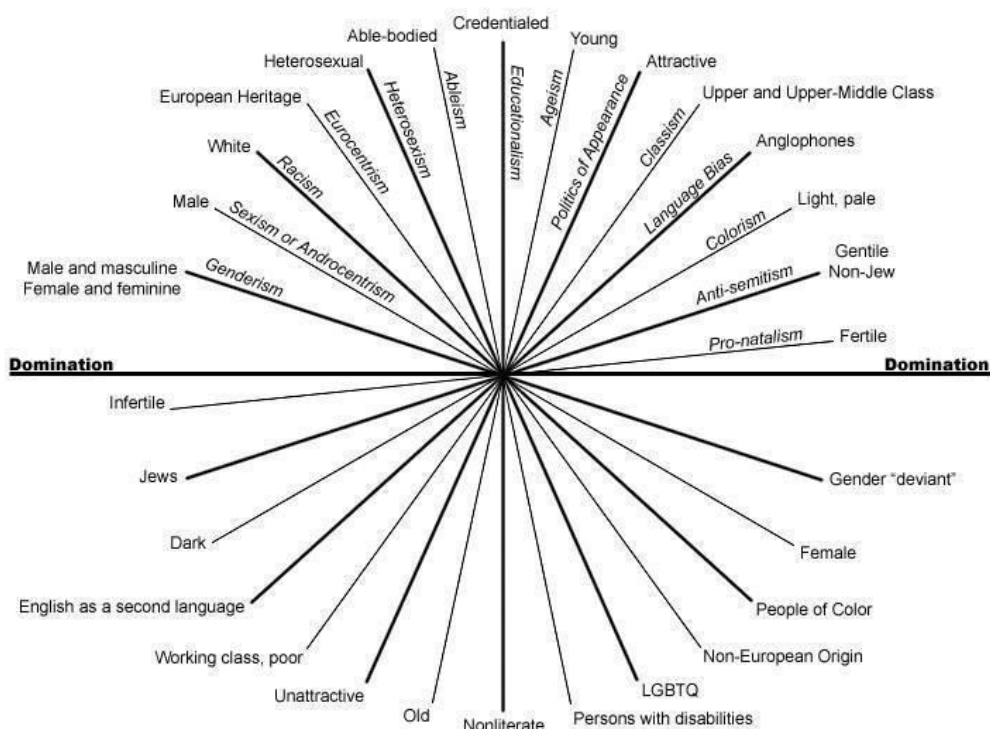 Credentialed
Able-bodied
Young
Heterosexual
Attractive
European Heritage
Upper and Upper-Middle Class
White
Anglophones
Male
Light, pale
Male and masculine
Female and feminine
Gentile
Non-Jew
Fertile
Genderism
Sexism or Androcentrism
Racism
Eurocentrism
Heterosexism
Ableism
Educationalism
Ageism
Politics of Appearance
Classism
Language Bias
Colorism
Anti-semitism
Pro-natalism
Domination
Domination
Infertile
Jews
Gender “deviant”
Dark
Female
English as a second language
People of Color
Working class, poor
Non-European Origin
Unattractive
LGBTQ
Old
Nonliterate
Persons with disabilities